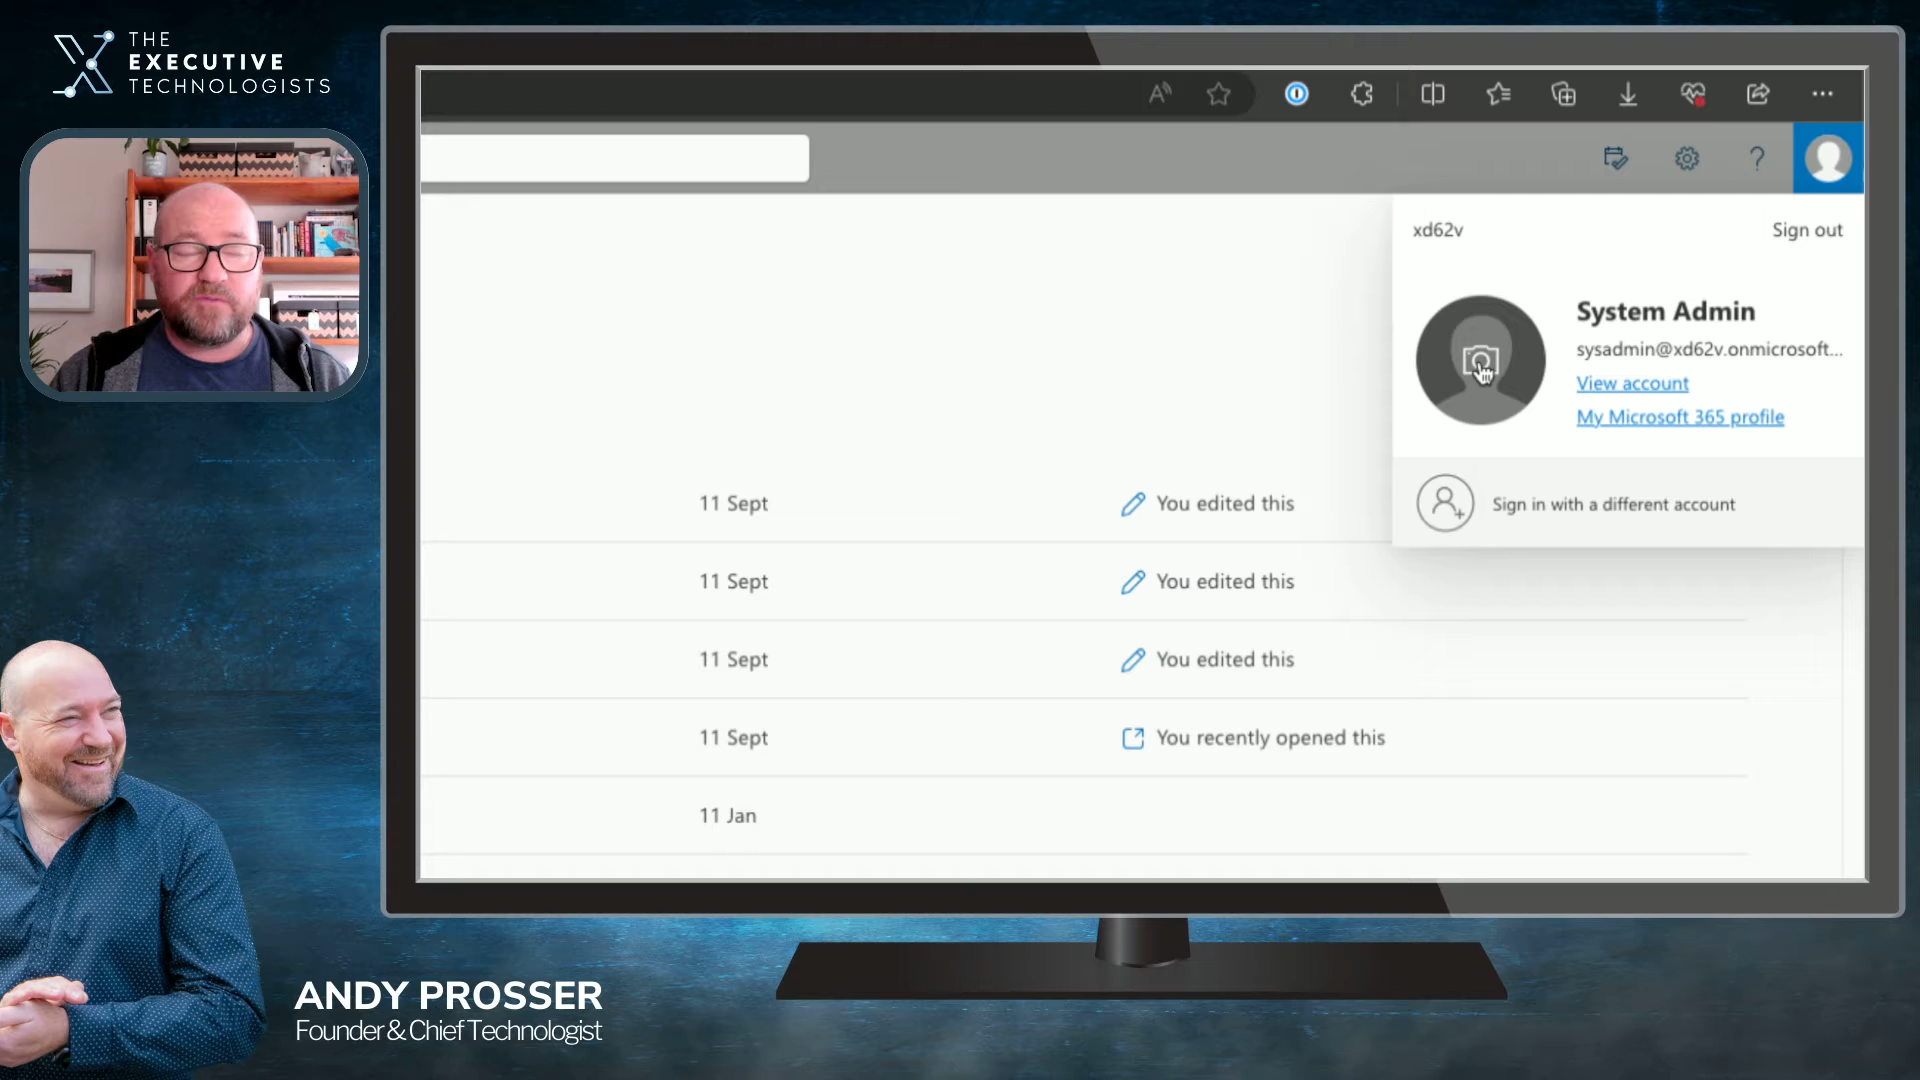 THE
EXECUTIVE
TECHNOLOGISTS
xd62v
Sign out
System Admin
sysadmin@xd62v.onmicrosoft...
View account
My Microsoft 365 profile
Sign in with a different account
11 Sept
You edited this
11 Sept
You edited this
11 Sept
You edited this
11 Sept
You recently opened this
11 Jan
ANDY PROSSER
Founder & Chief Technologist